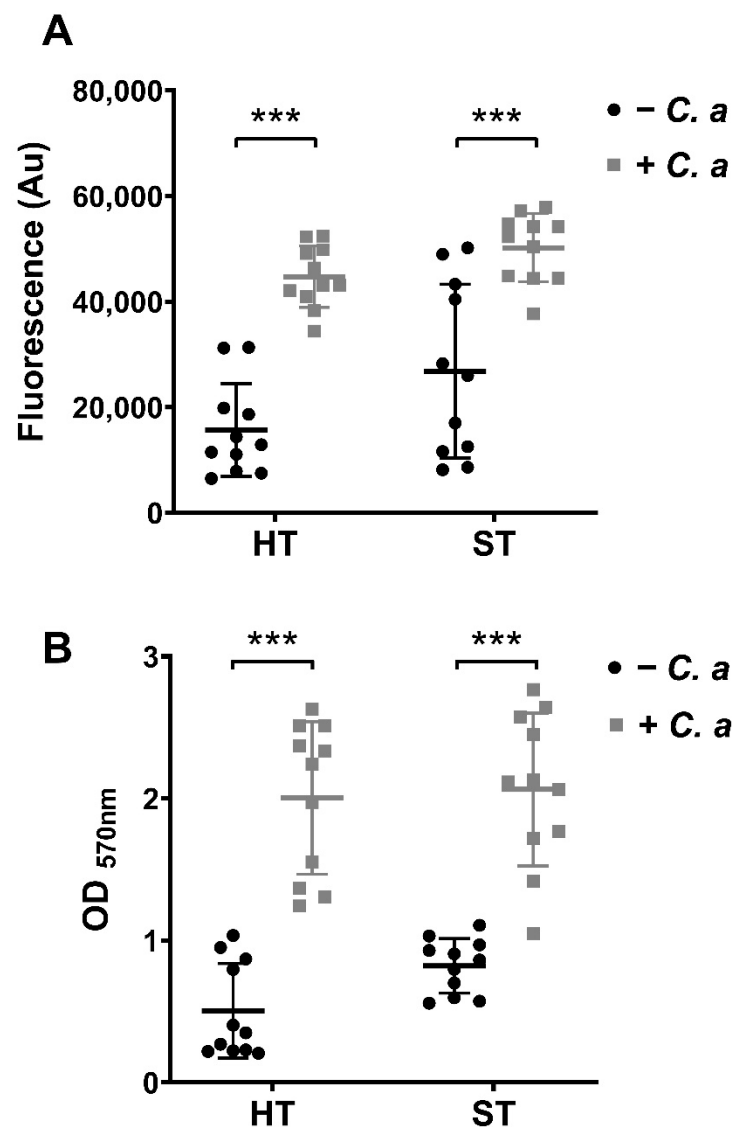 A
80,000
60,000
40,000
20,000
0
Fluorescence (Au)
***
***
− C. a
+ C. a
HT
ST
B
3
2
1
0
OD 570nm
***
***
− C. a
+ C. a
HT
ST